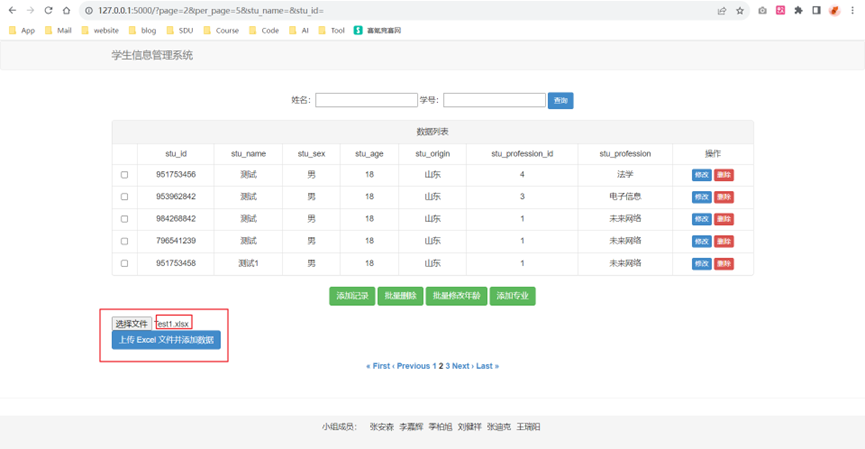 127.0.0.1:5000/?page=2&per_page=5&stu_name=&stu_id=
App Mail website blog SDU Course Code AI Tool
学生信息管理系统
姓名: 学号: 查询
数据列表
stu_id stu_name stu_sex stu_age stu_origin stu_profession_id stu_profession 操作
951753456 测试 男 18 山东 4 法学 修改 删除
953962842 测试 男 18 山东 3 电子信息 修改 删除
984268842 测试 男 18 山东 1 未来网络 修改 删除
796541239 测试 男 18 山东 1 未来网络 修改 删除
951753458 测试1 男 18 山东 1 未来网络 修改 删除
添加记录 批量删除 批量修改年龄 添加专业
选择文件 test1.xlsx
上传 Excel 文件并添加数据
« First ‹ Previous 1 2 3 Next › Last »
小组成员: 张安森 李嘉辉 季柏旭 刘健祥 张迪克 王瑞阳